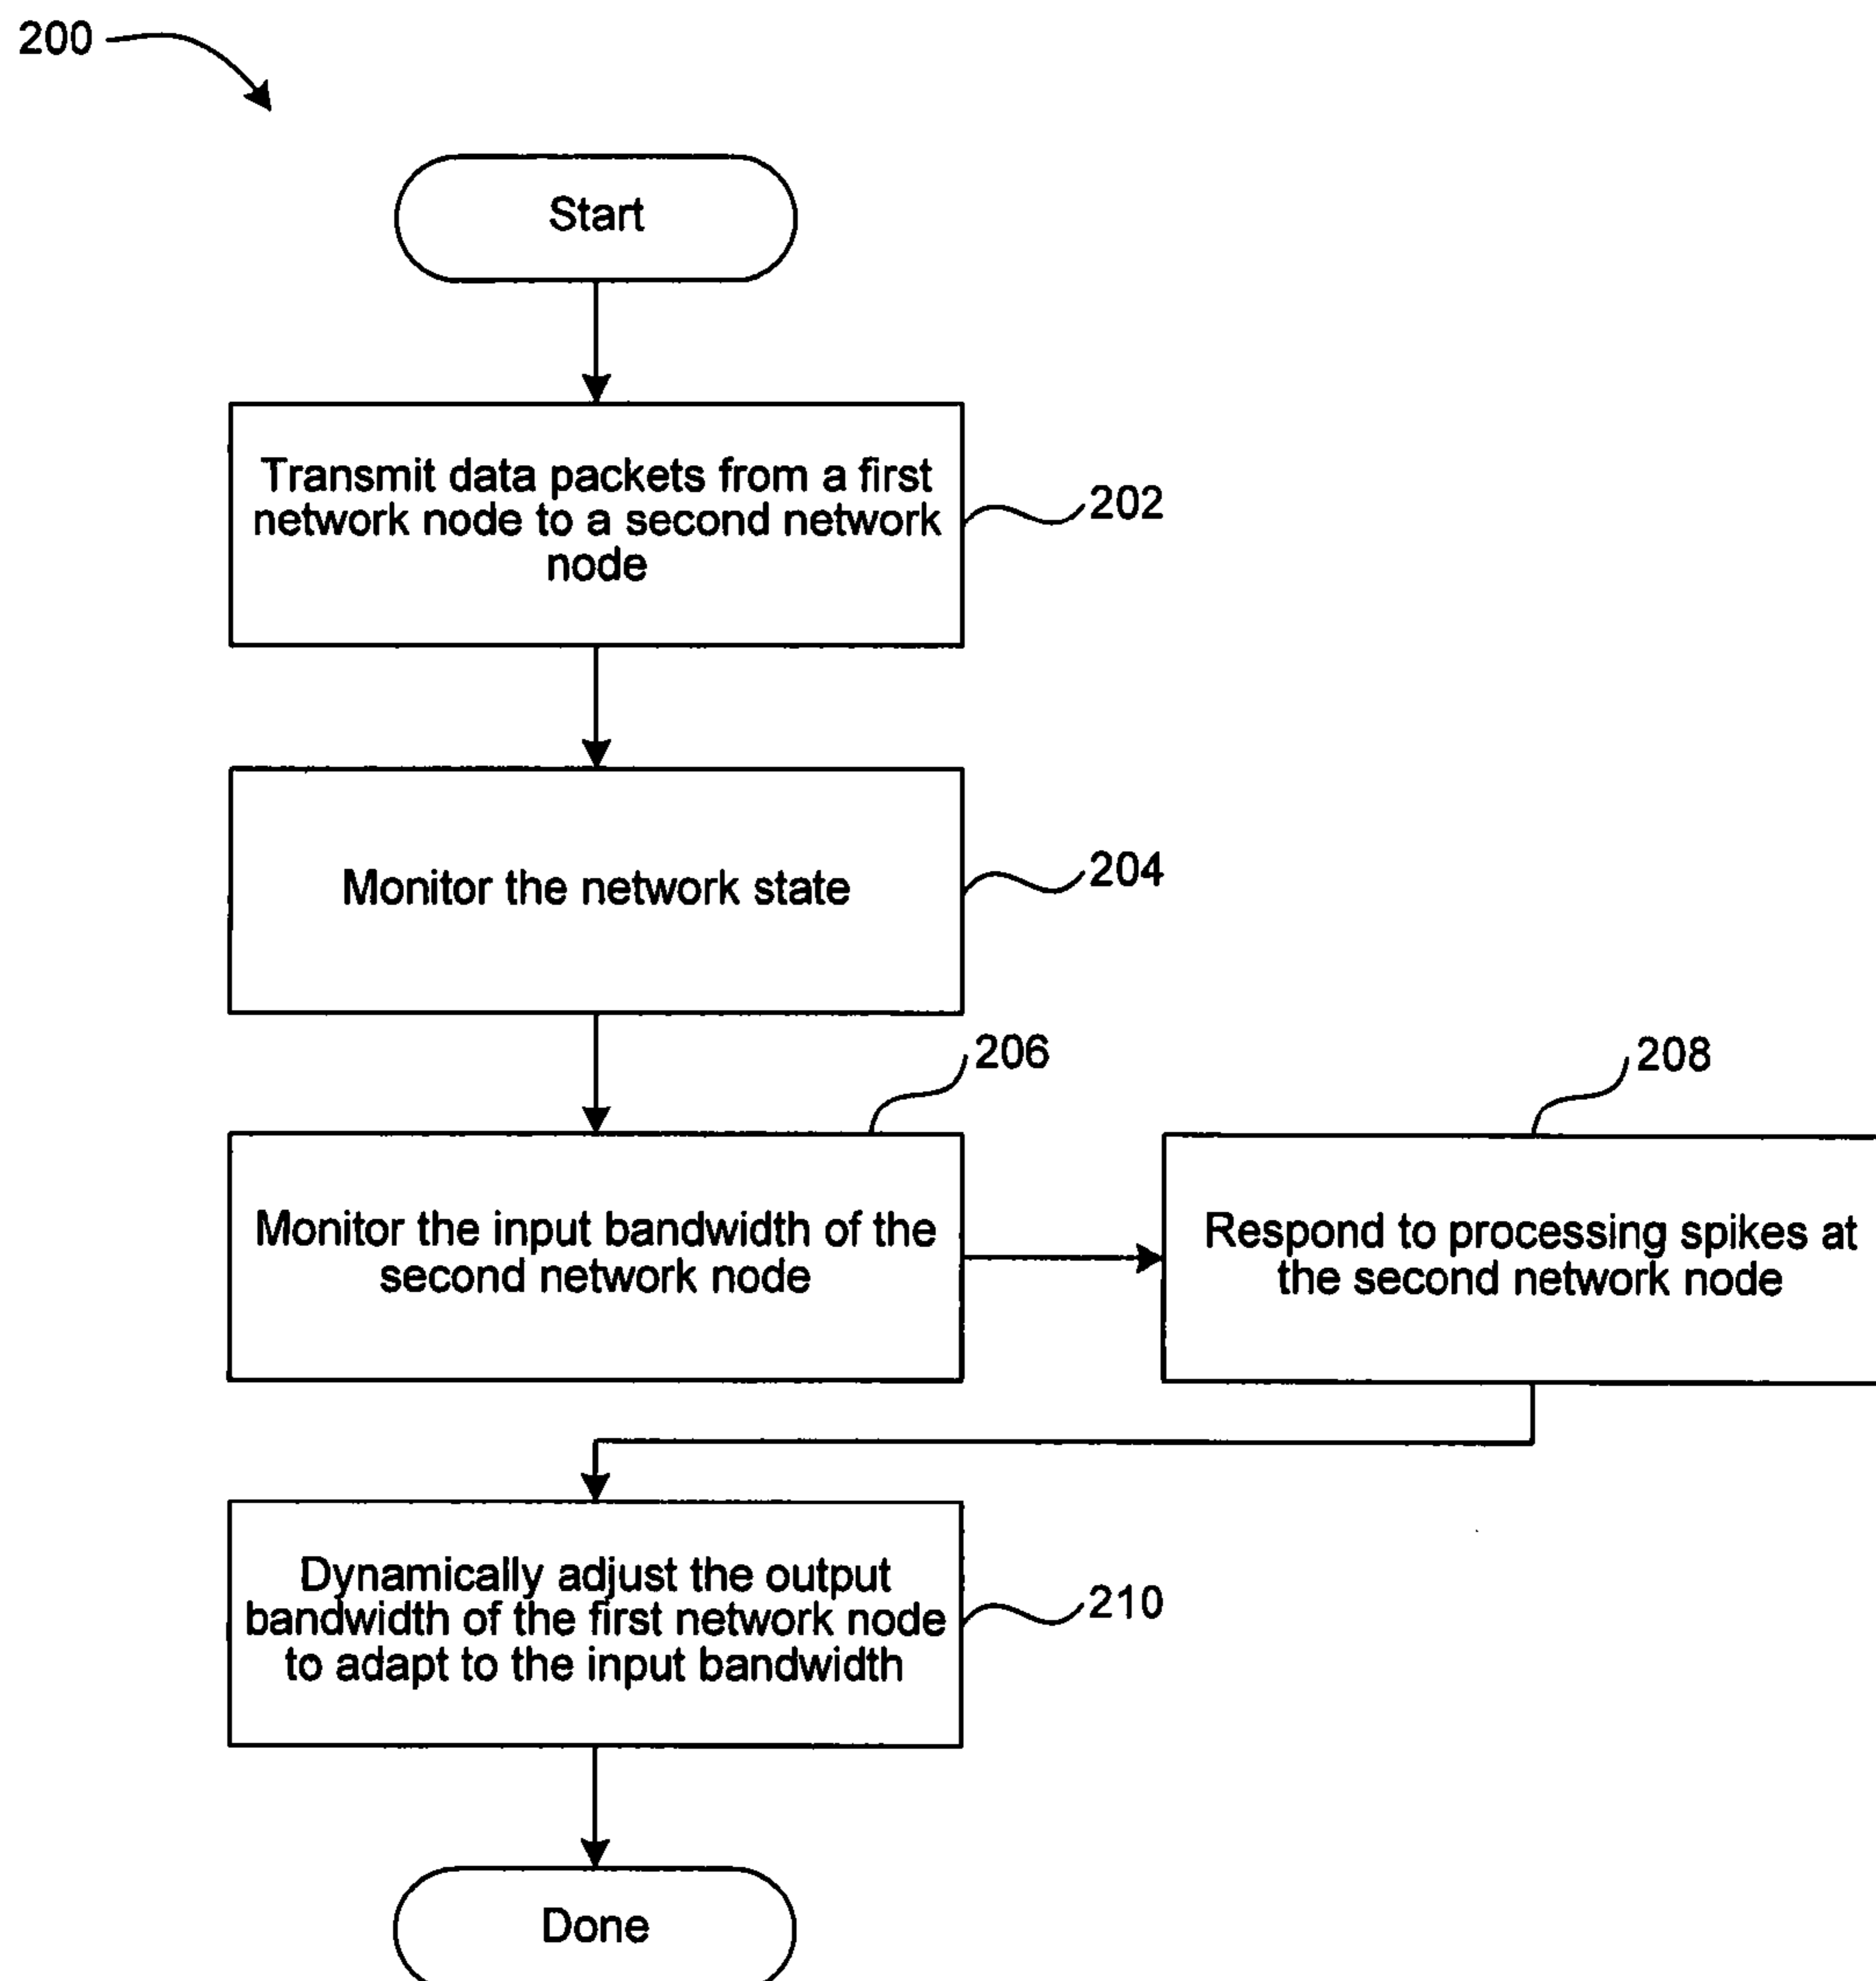 200
Start
Transmit data packets from a first
network node to a second network
node
202
Monitor the network state
204
206
208
Monitor the input bandwidth of the
second network node
Respond to processing spikes at
the second network node
Dynamically adjust the output
bandwidth of the first network node
to adapt to the input bandwidth
210
Done